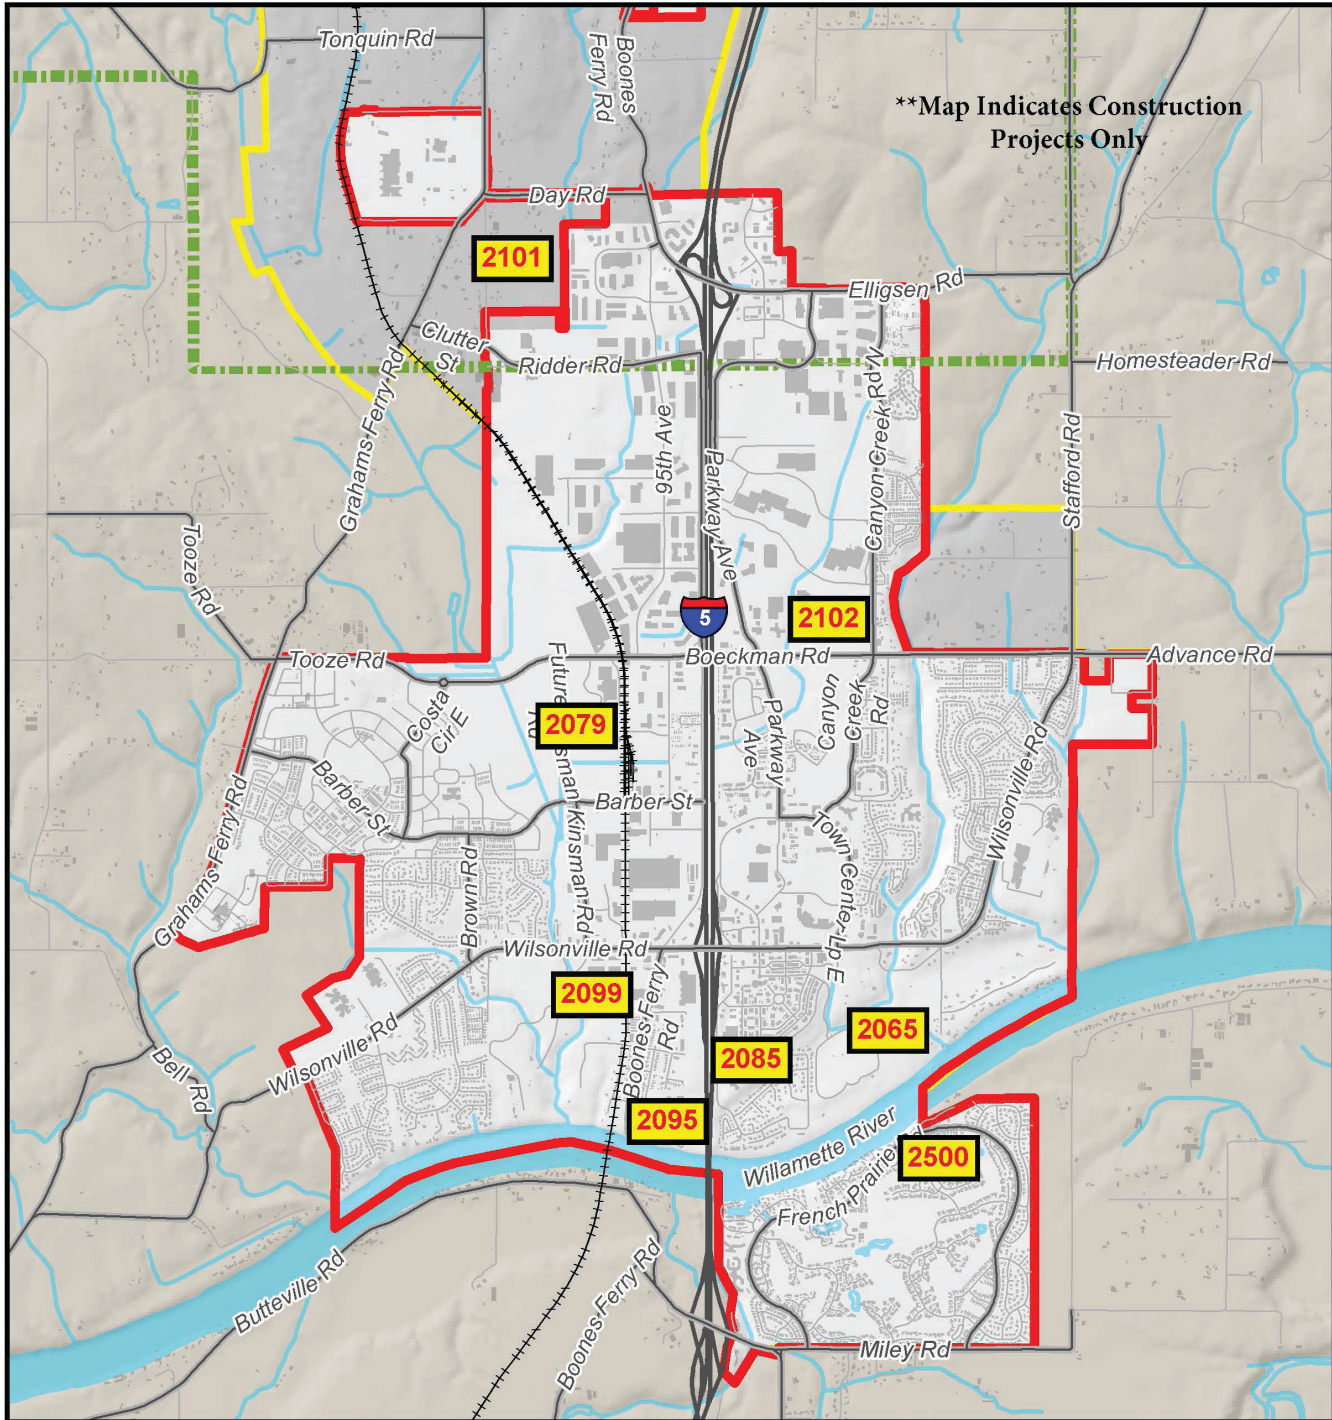 Tonquin Rd
Boones
Ferry Rd
**Map Indicates Construction
Projects Only
Day Rd
2101
Elligsen Rd
Clutter
St
Ridder Rd
Homesteader Rd
Grahams Ferry Rd
95th Ave
Parkway Ave
Canyon Creek Rd N
Stafford Rd
Tooze Rd
5
2102
Tooze Rd
Boeckman Rd
Advance Rd
Future
Kinsman
Rd
2079
Costa
Cir E
Canyon
Creek
Rd
Parkway
Ave
Barber St
Barber St
Kinsman Rd
Town Center Lp E
Wilsonville Rd
Grahams Ferry Rd
Brown Rd
Wilsonville Rd
2099
Boones Ferry
Rd
2065
2085
Wilsonville Rd
Bell Rd
2095
Willamette River
2500
French Prairie Rd
Butteville Rd
Boones Ferry Rd
Miley Rd